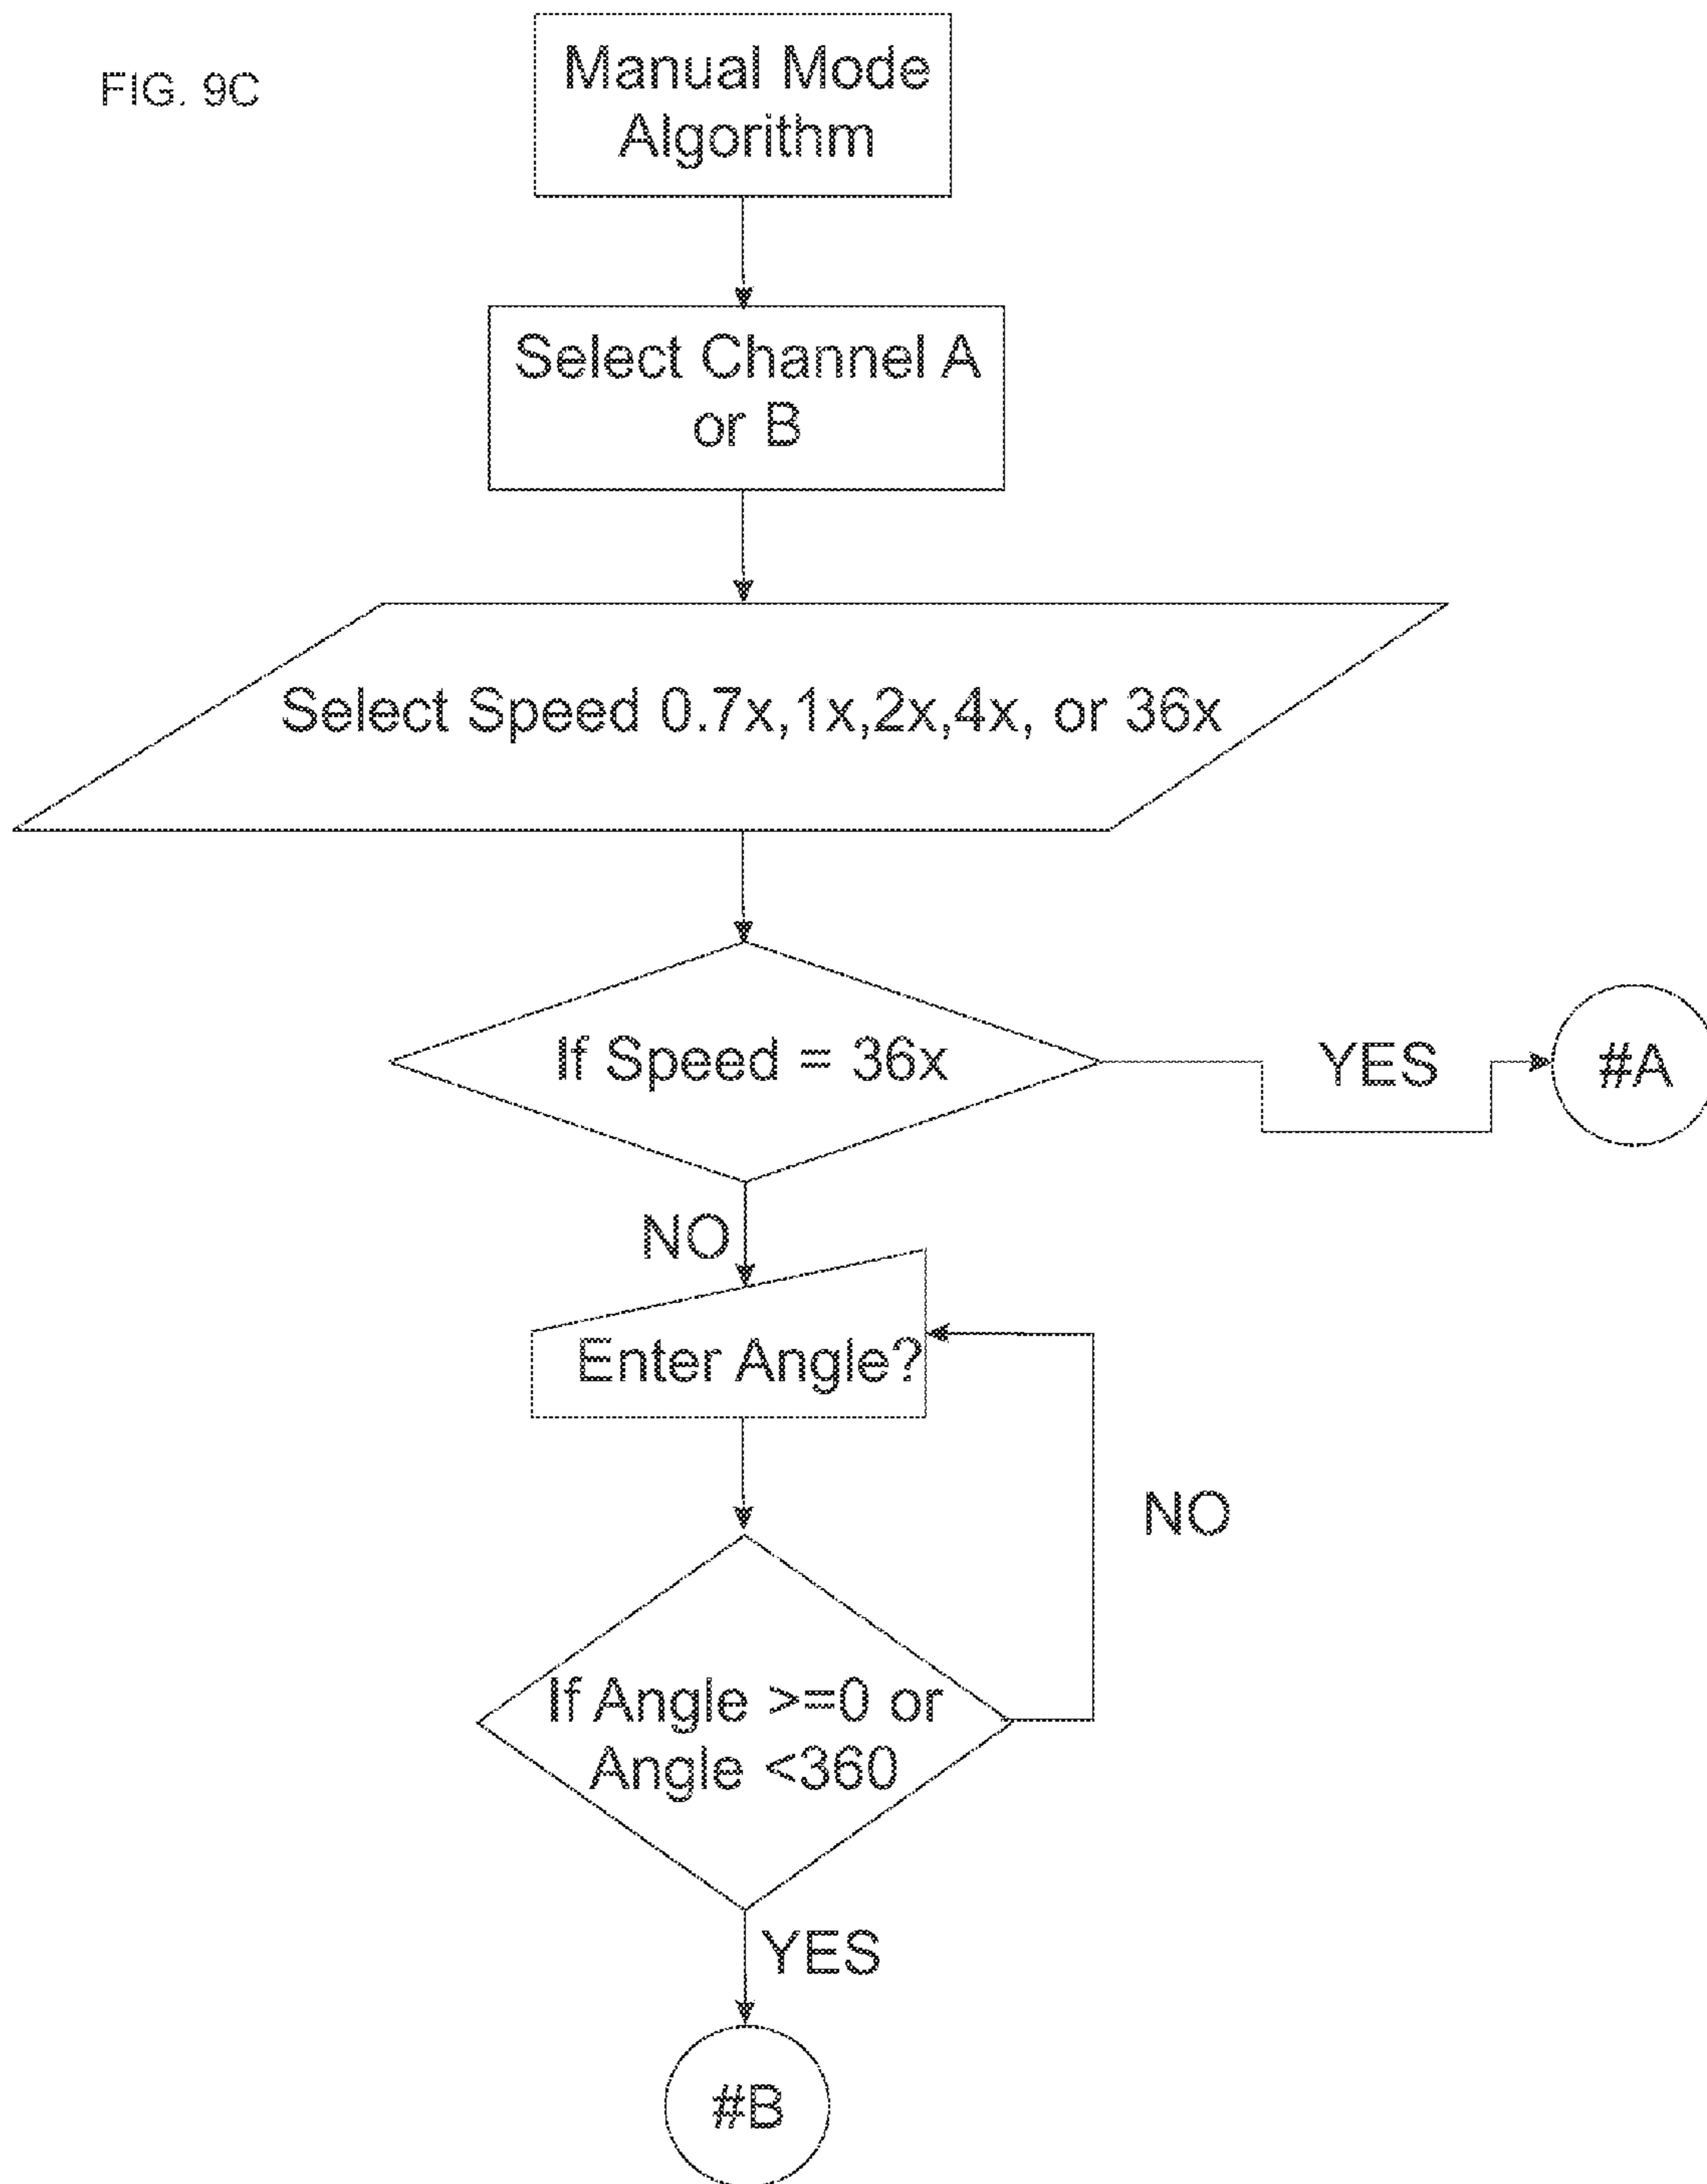 FIG. 9C
Manual Mode
Algorithm
Select Channel A
or B
Select Speed 0.7x,1x,2x,4x, or 36x
If Speed = 36x
YES
#A
NO
Enter Angle?
NO
If Angle >=0 or
Angle <360
YES
#B